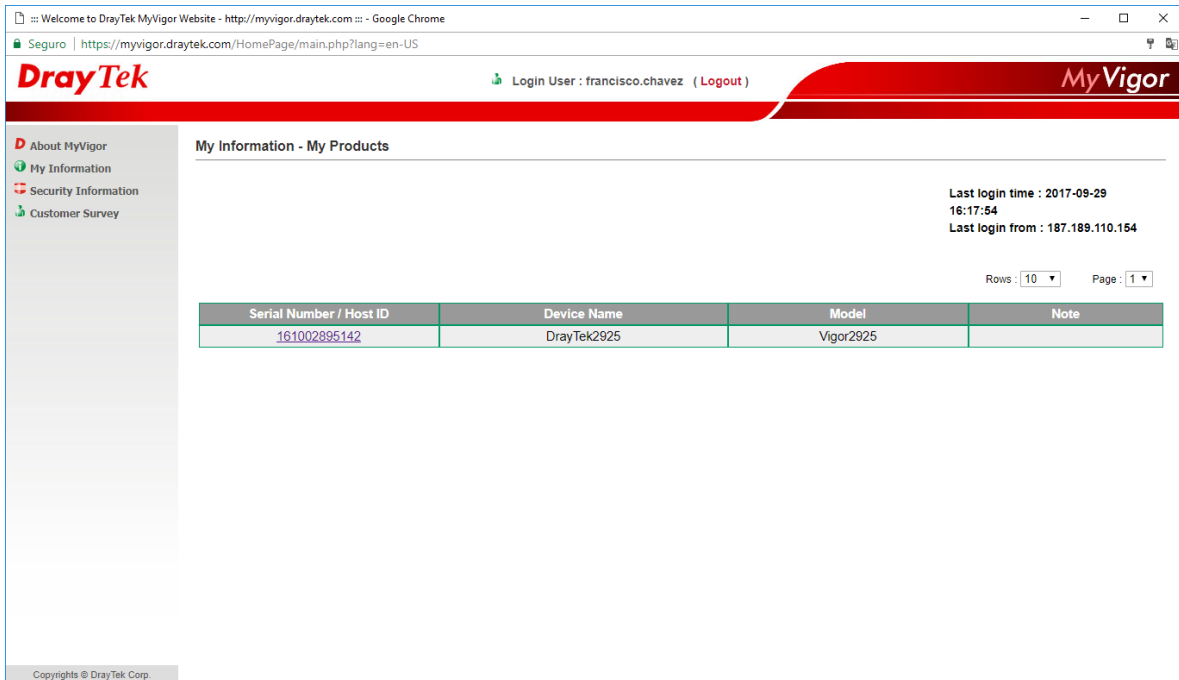 ::: Welcome to DrayTek MyVigor Website - http://myvigor.draytek.com ::: - Google Chrome
Seguro | https://myvigor.draytek.com/HomePage/main.php?lang=en-US
DrayTek
Login User : francisco.chavez ( Logout )
MyVigor
About MyVigor
My Information
Security Information
Customer Survey
My Information - My Products
Last login time : 2017-09-29
16:17:54
Last login from : 187.189.110.154
Rows : 10 Page : 1
Serial Number / Host ID Device Name Model Note
161002895142 DrayTek2925 Vigor2925
Copyrights © DrayTek Corp.